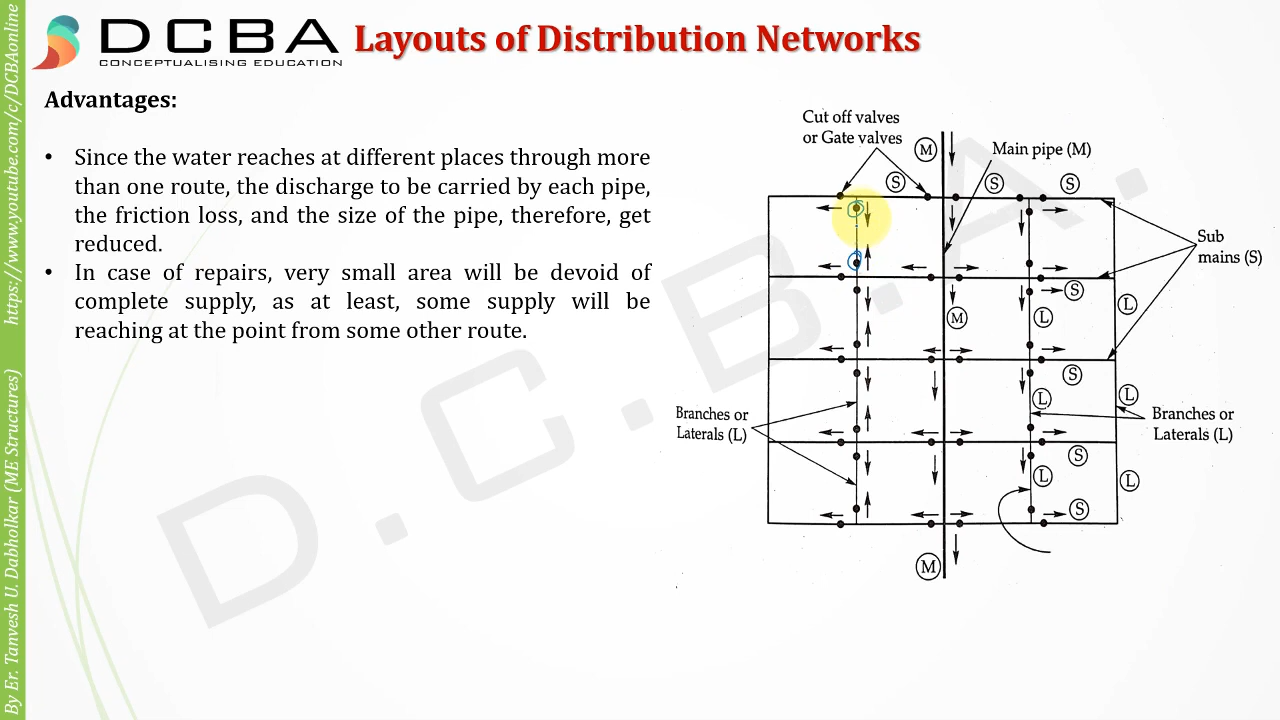 DCBA
CONCEPTUALISING EDUCATION
Layouts of Distribution Networks
https://www.youtube.com/c/DCBAonline
By Er. Tanvesh U. Dabholkar (ME Structures)
Advantages:
• Since the water reaches at different places through more
than one route, the discharge to be carried by each pipe,
the friction loss, and the size of the pipe, therefore, get
reduced.
• In case of repairs, very small area will be devoid of
complete supply, as at least, some supply will be
reaching at the point from some other route.
Cut off valves
or Gate valves
M
Main pipe (M)
S
S
S
Sub
mains (S)
S
L
M
L
S
L
L
Branches or
Laterals (L)
Branches or
Laterals (L)
S
L
L
S
M
D.C.B.A.